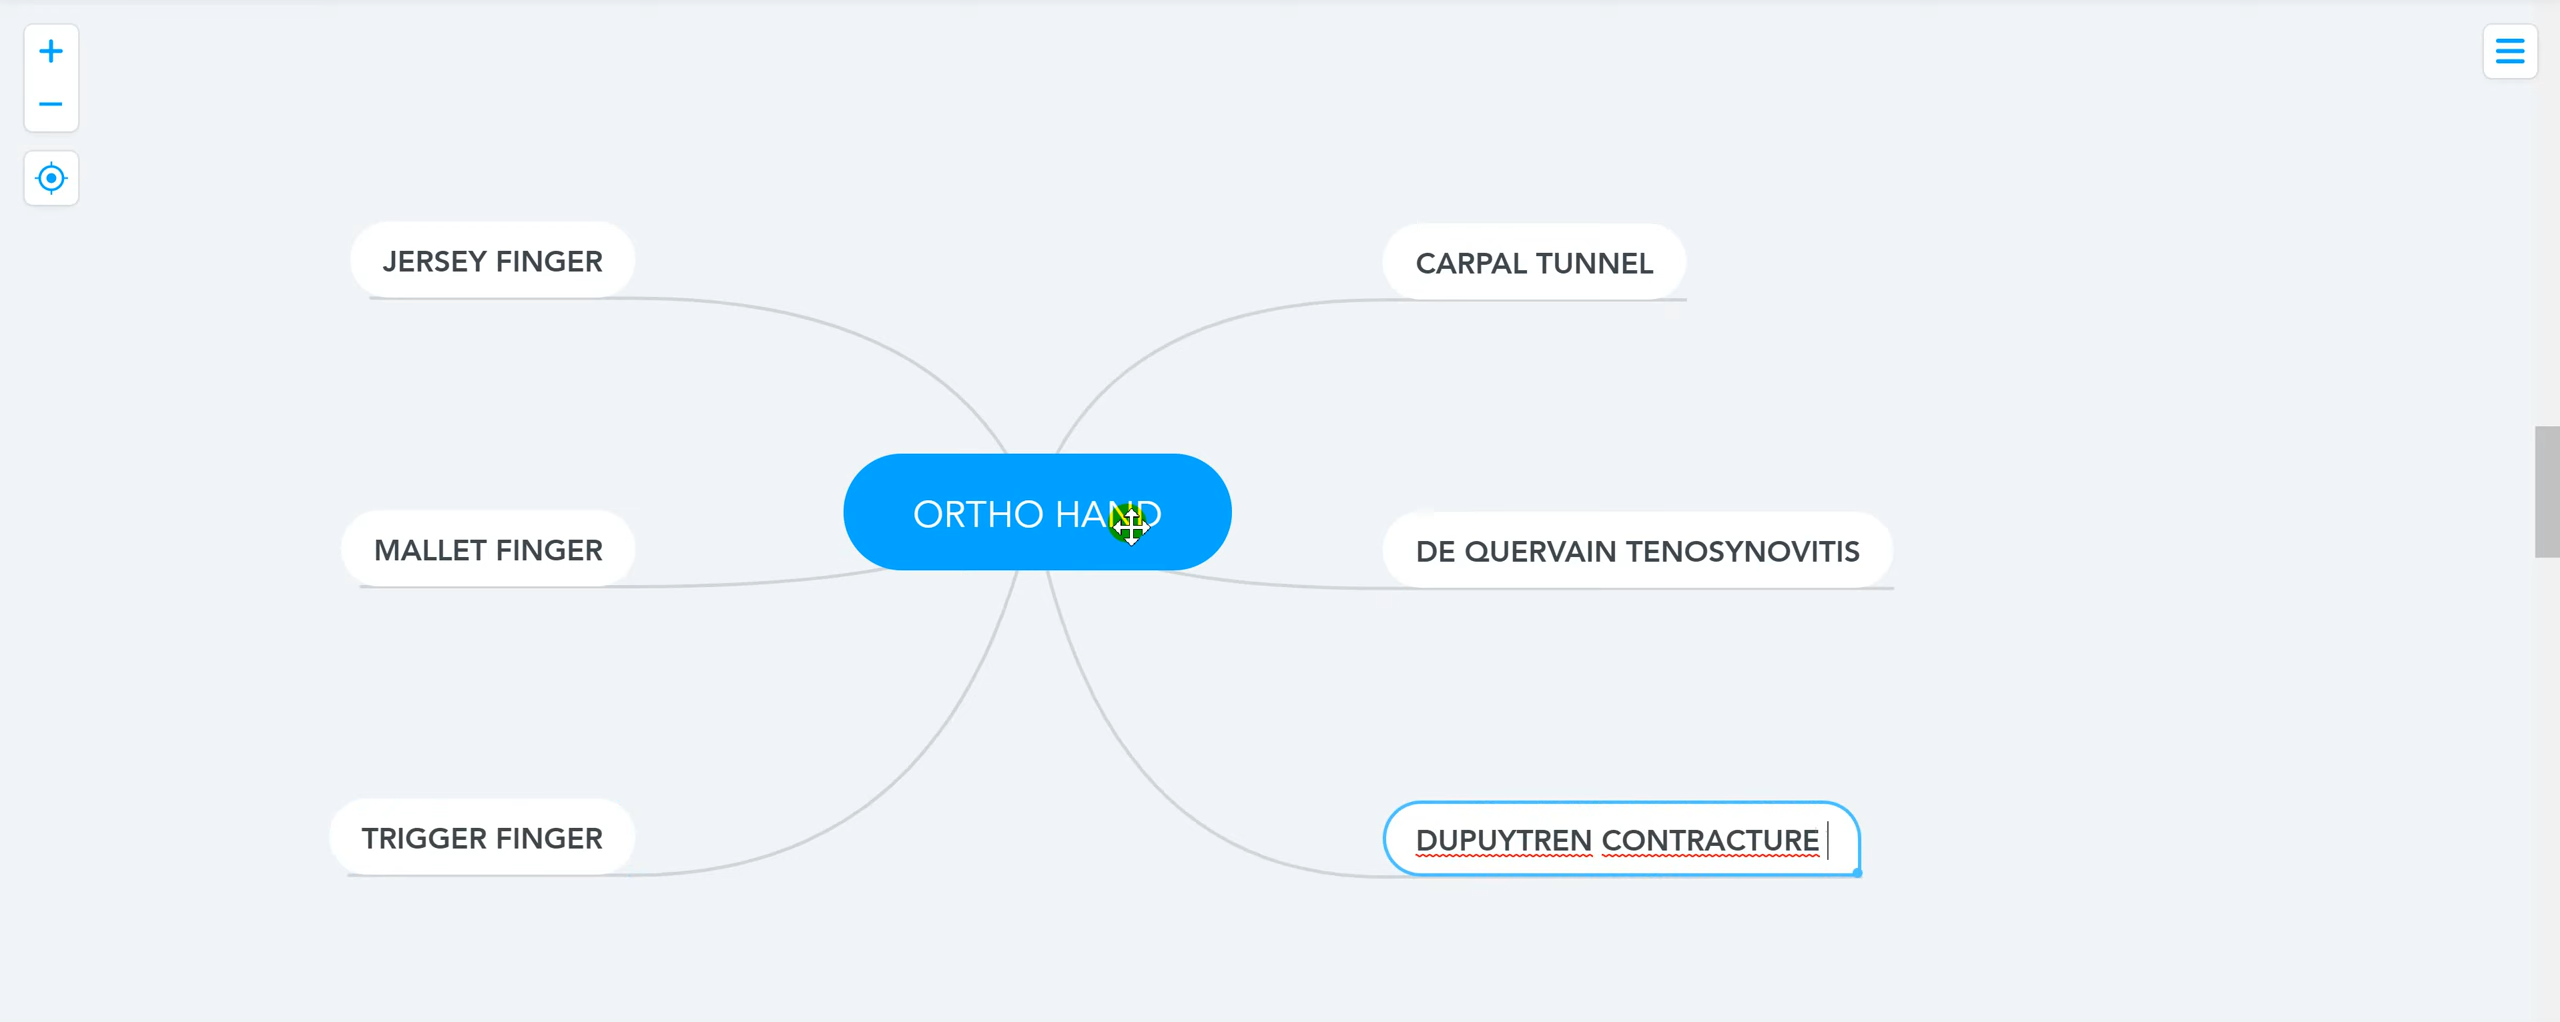 JERSEY FINGER
CARPAL TUNNEL
ORTHO HAND
MALLET FINGER
DE QUERVAIN TENOSYNOVITIS
TRIGGER FINGER
DUPUYTREN CONTRACTURE